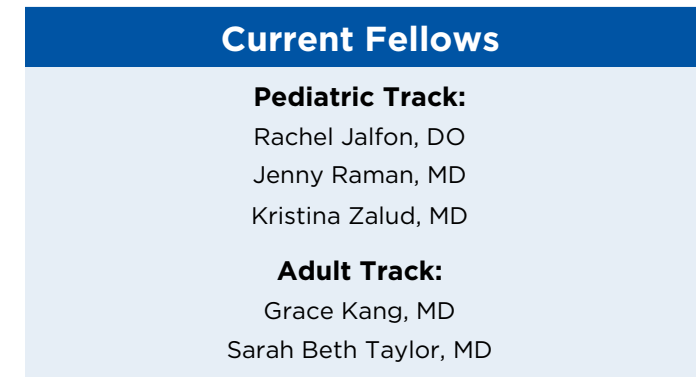 Current Fellows
Pediatric Track:
Rachel Jalfon, DO
Jenny Raman, MD
Kristina Zalud, MD
Adult Track:
Grace Kang, MD
Sarah Beth Taylor, MD